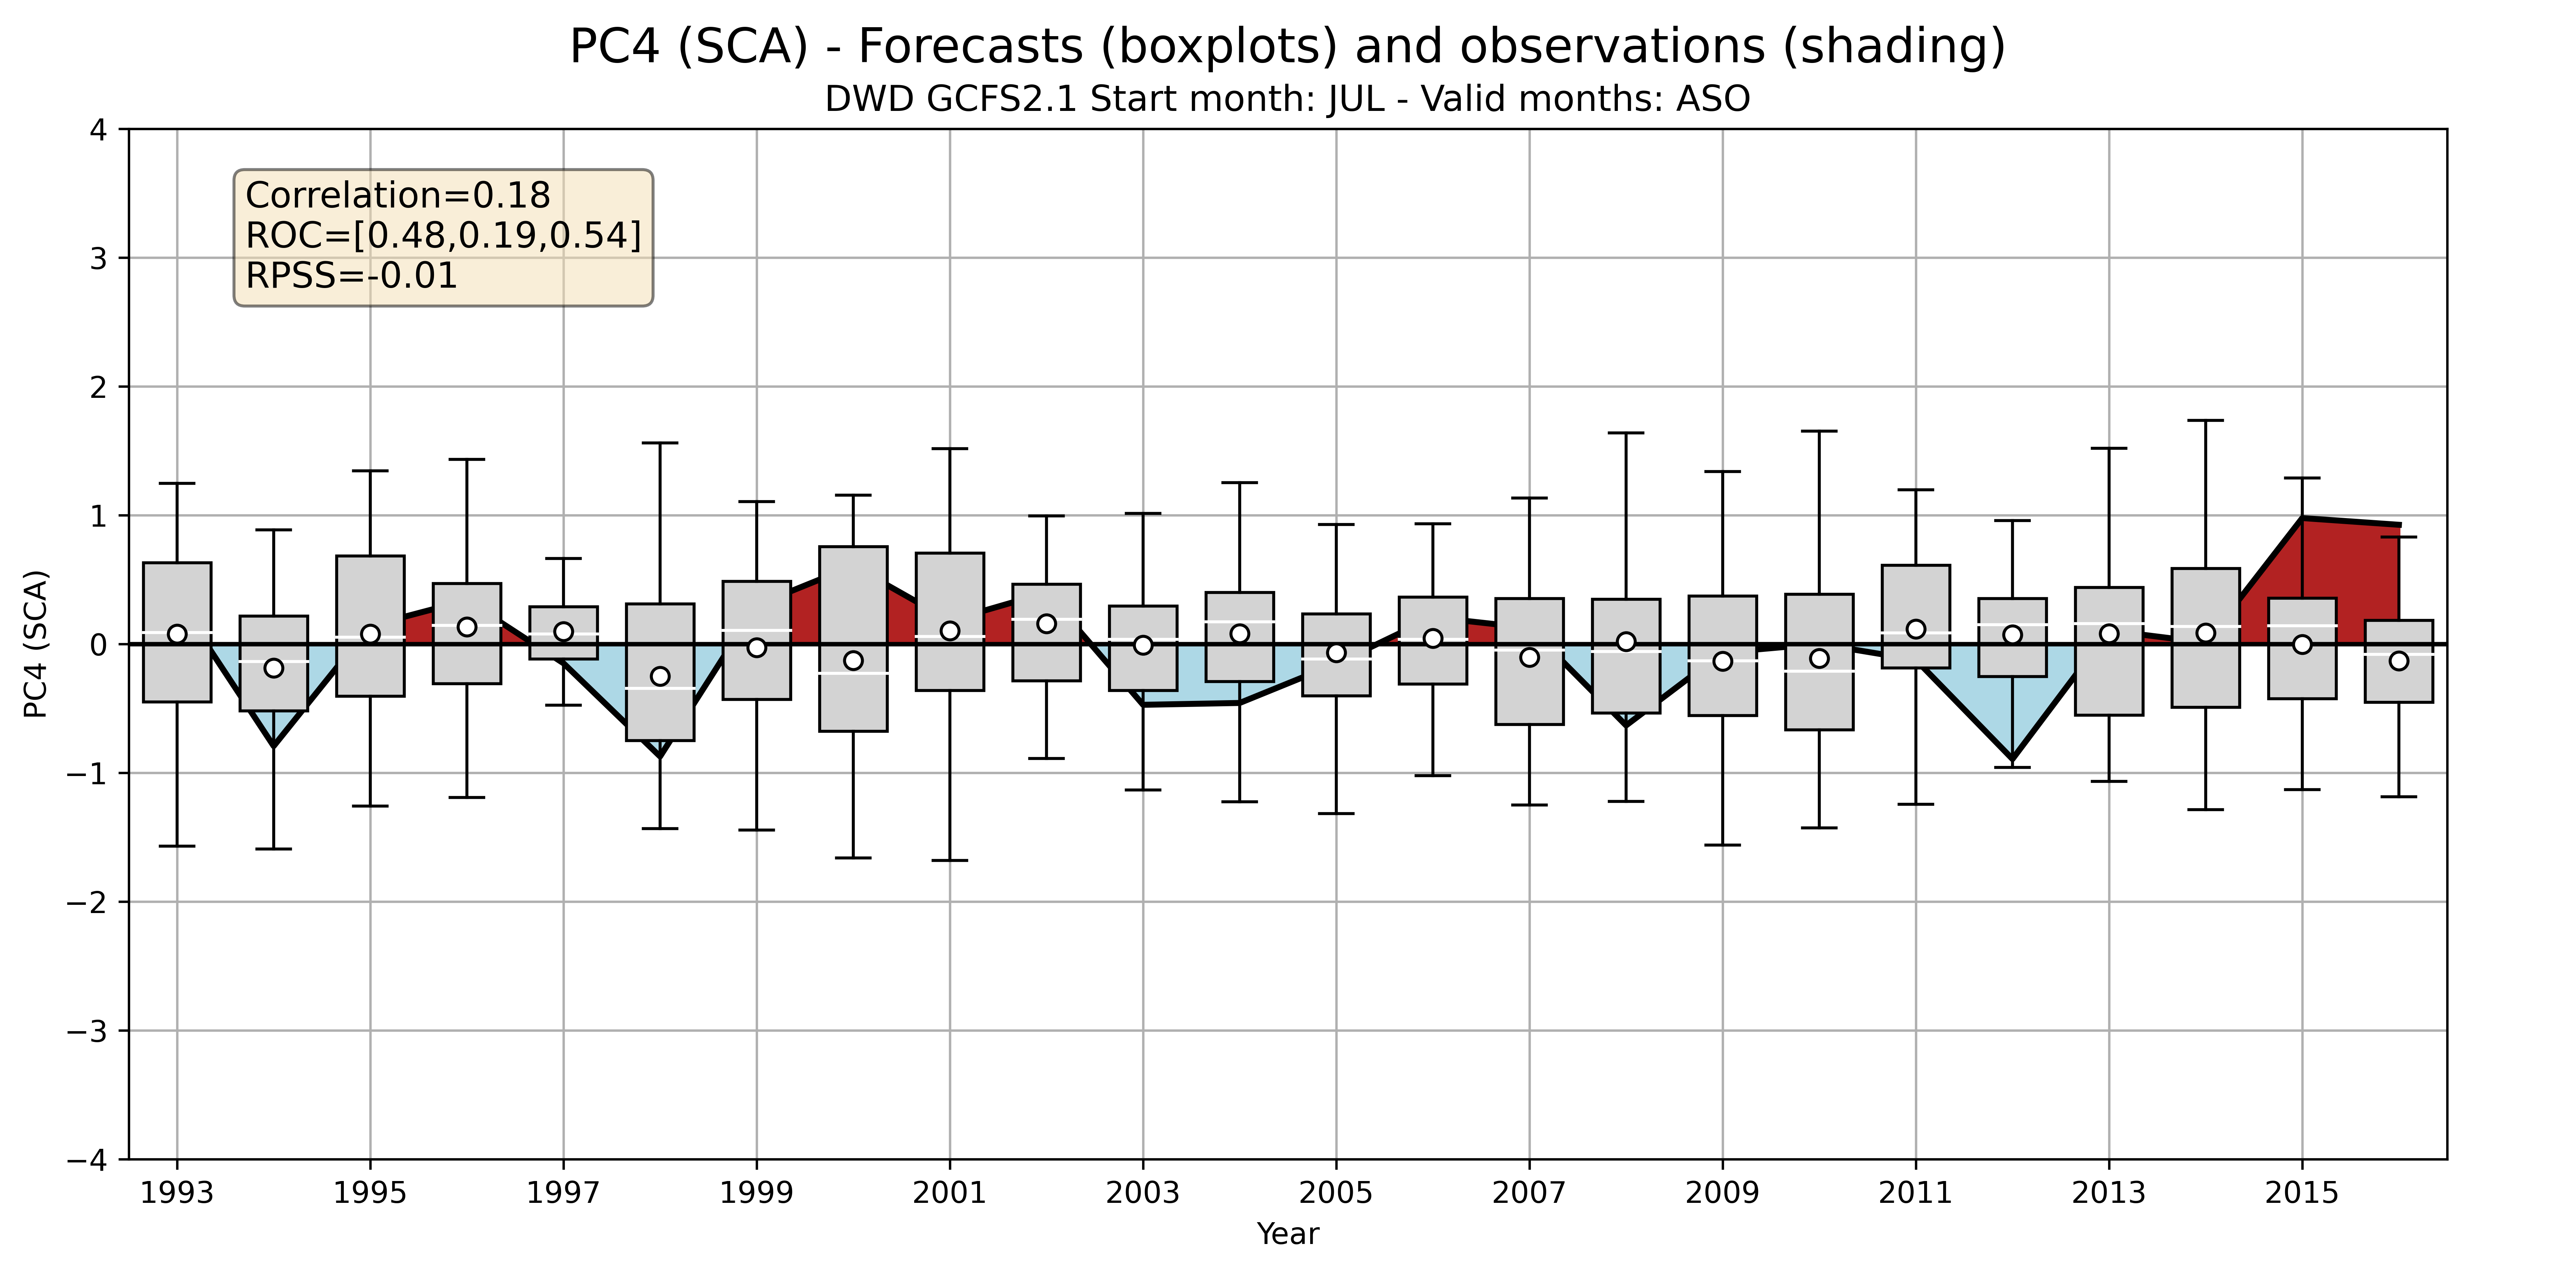 PC4 (SCA) - Forecasts (boxplots) and observations (shading)
DWD GCFS2.1 Start month: JUL - Valid months: ASO
Correlation=0.18
ROC=[0.48,0.19,0.54]
RPSS=-0.01
PC4 (SCA)
4
3
2
1
0
−1
−2
−3
−4
1993 1995 1997 1999 2001 2003 2005 2007 2009 2011 2013 2015
Year